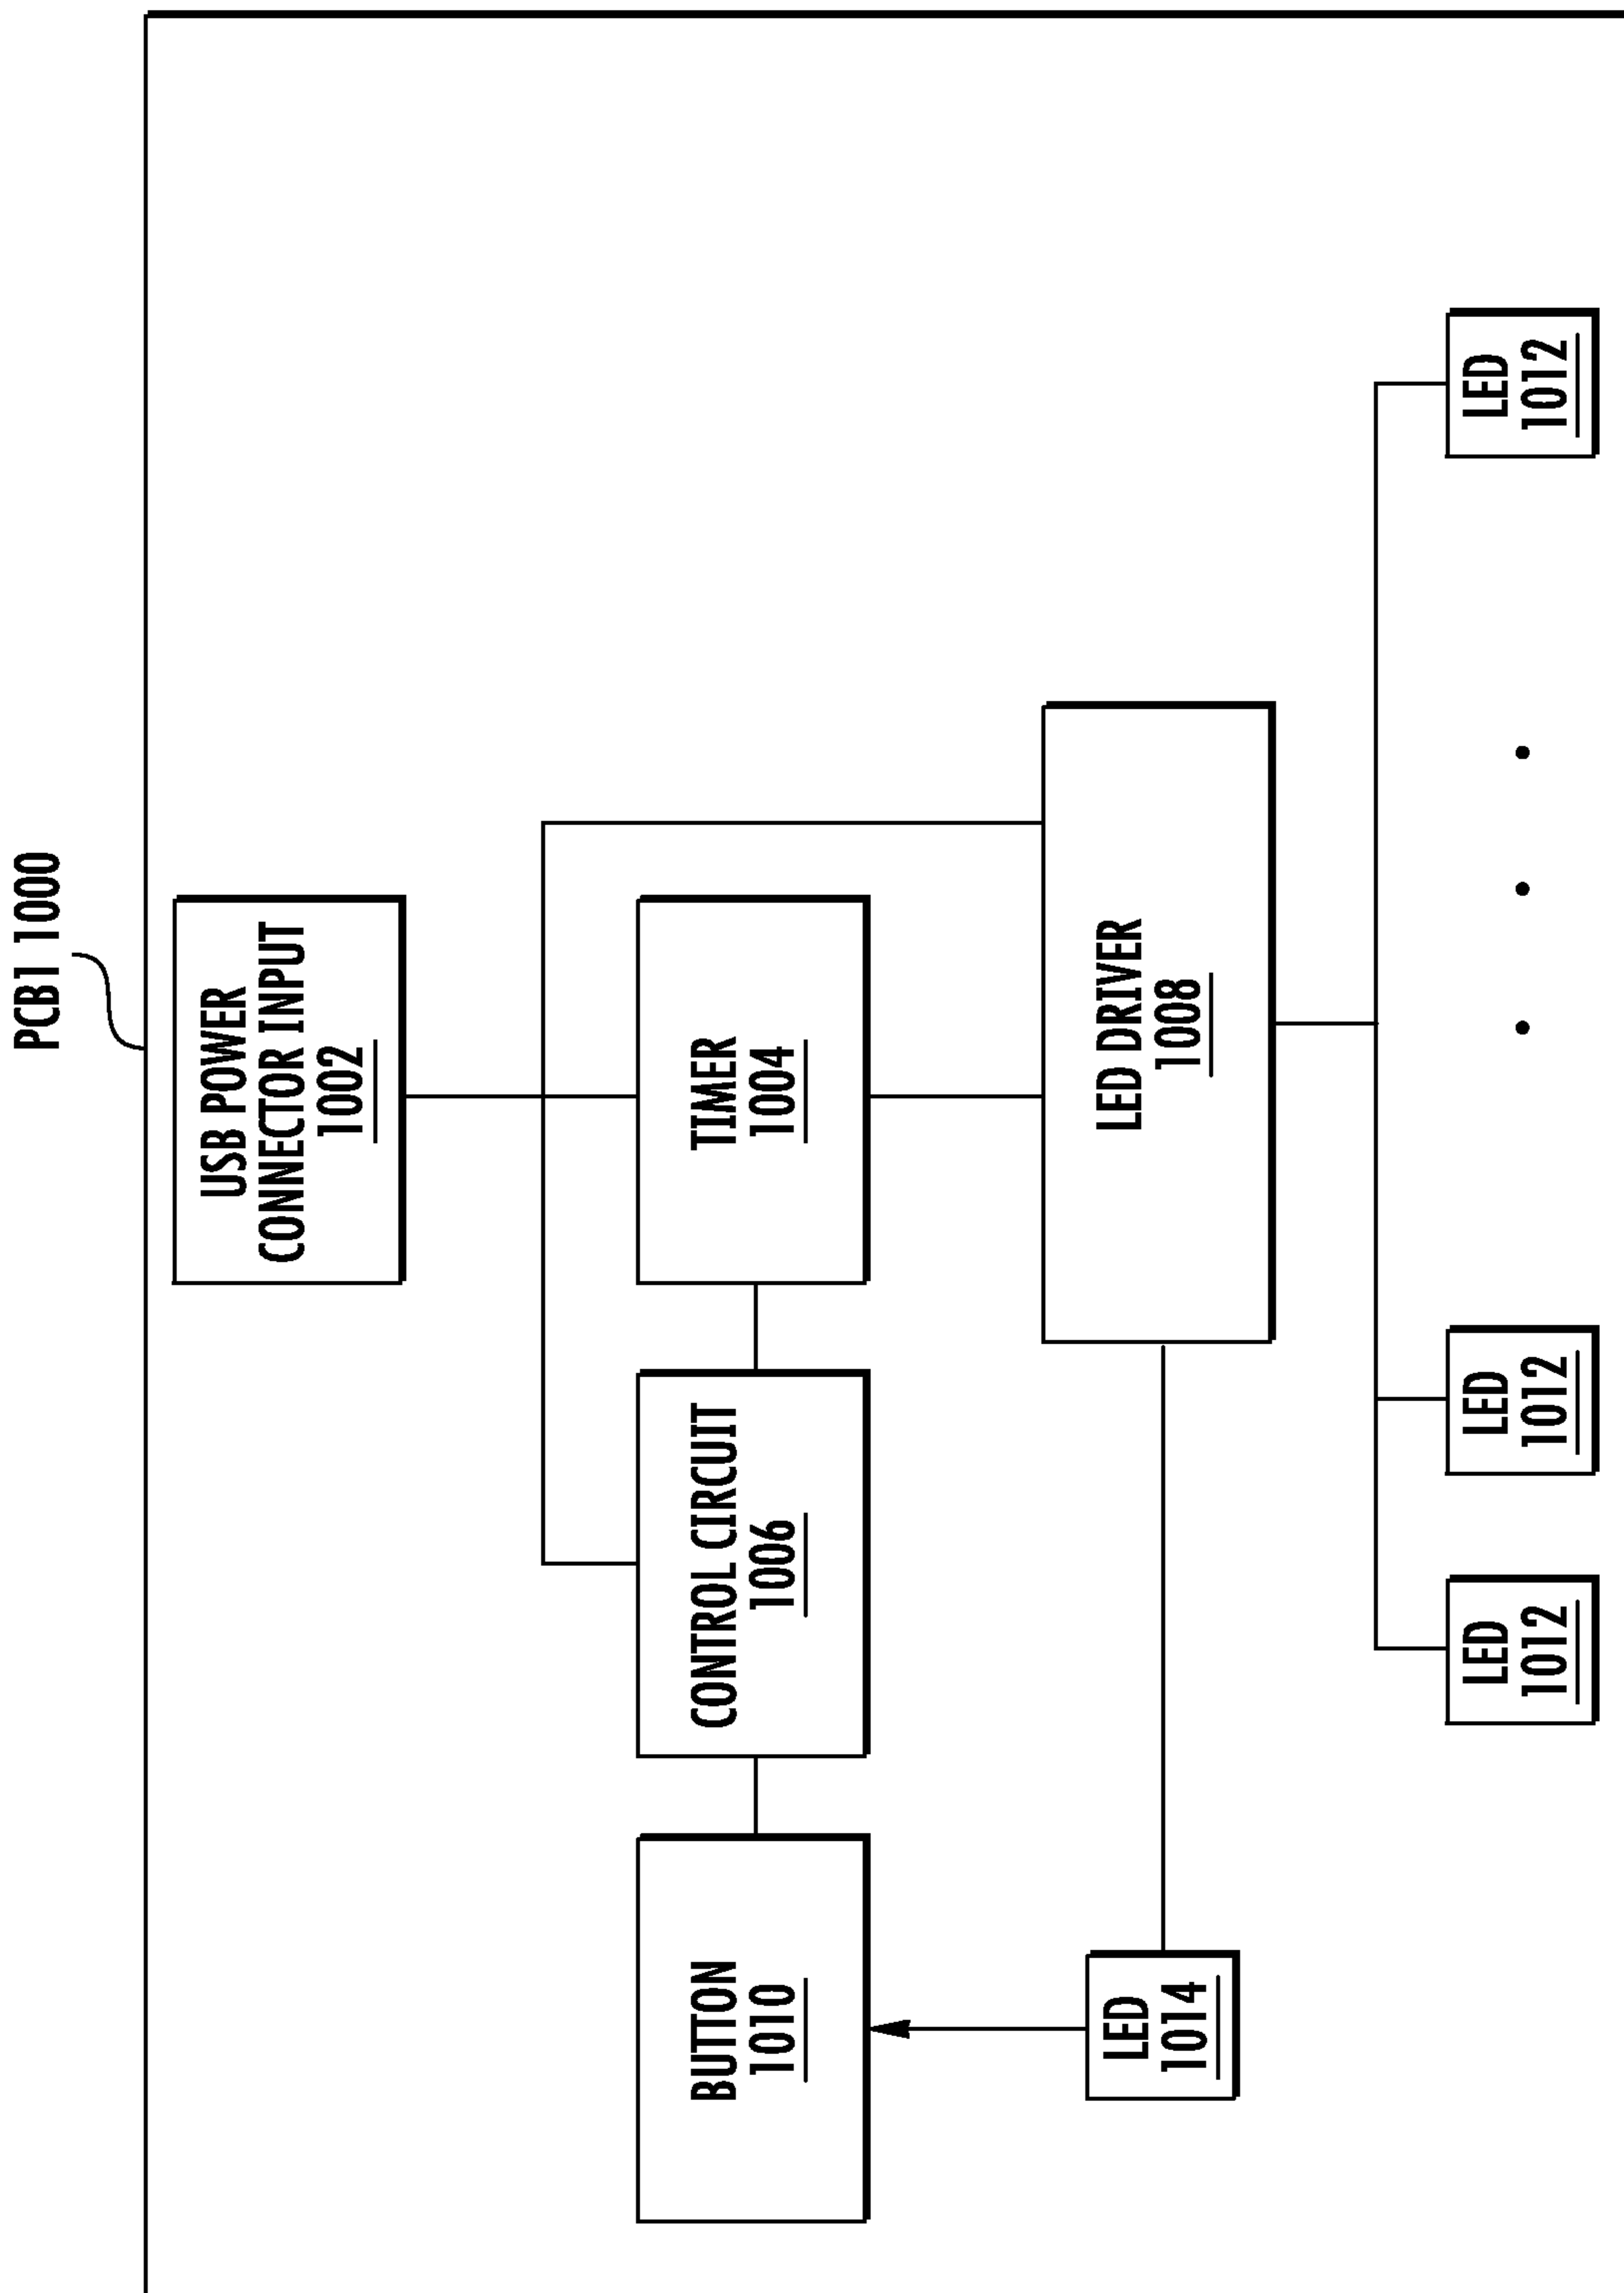 PCB1 1000
USB POWER
CONNECTOR INPUT
1002
BUTTON
1010
CONTROL CIRCUIT
1006
TIMER
1004
LED
1014
LED DRIVER
1008
LED
1012
LED
1012
LED
1012